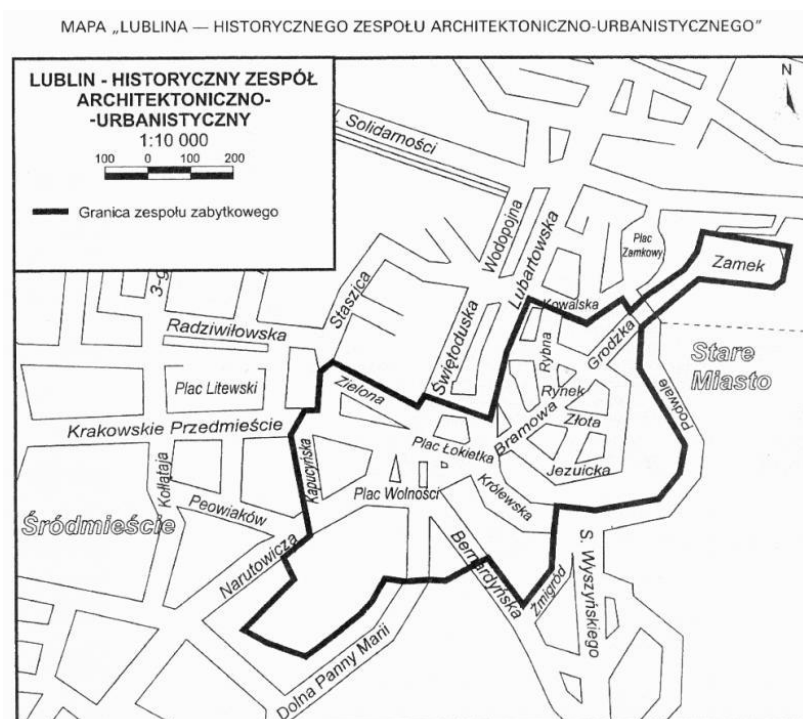 MAPA „LUBLINA — HISTORYCZNEGO ZESPOŁU ARCHITEKTONICZNO-URBANISTYCZNEGO”
LUBLIN - HISTORYCZNY ZESPÓŁ
ARCHITEKTONICZNO-
-URBANISTYCZNY
1:10 000
100 0 100 200
Granica zespołu zabytkowego
N
Solidarności
Wodopojna
Lubartowska
Plac
Zamkowy
Zamek
Kowalska
Staszica
Świętoduska
Rybna
Grodzka
Radziwiłowska
Stare
Miasto
Plac Litewski
Zielona
Rynek
Podwale
Złota
Krakowskie Przedmieście
Plac Łokietka
Bramowa
Jezuicka
Kołłątaja
Kapucyńska
Plac Wolności
Królewska
Peowiaków
Śródmieście
Narutowicza
Bernardyńska
Żmigród
S. Wyszyńskiego
Dolna Panny Marii